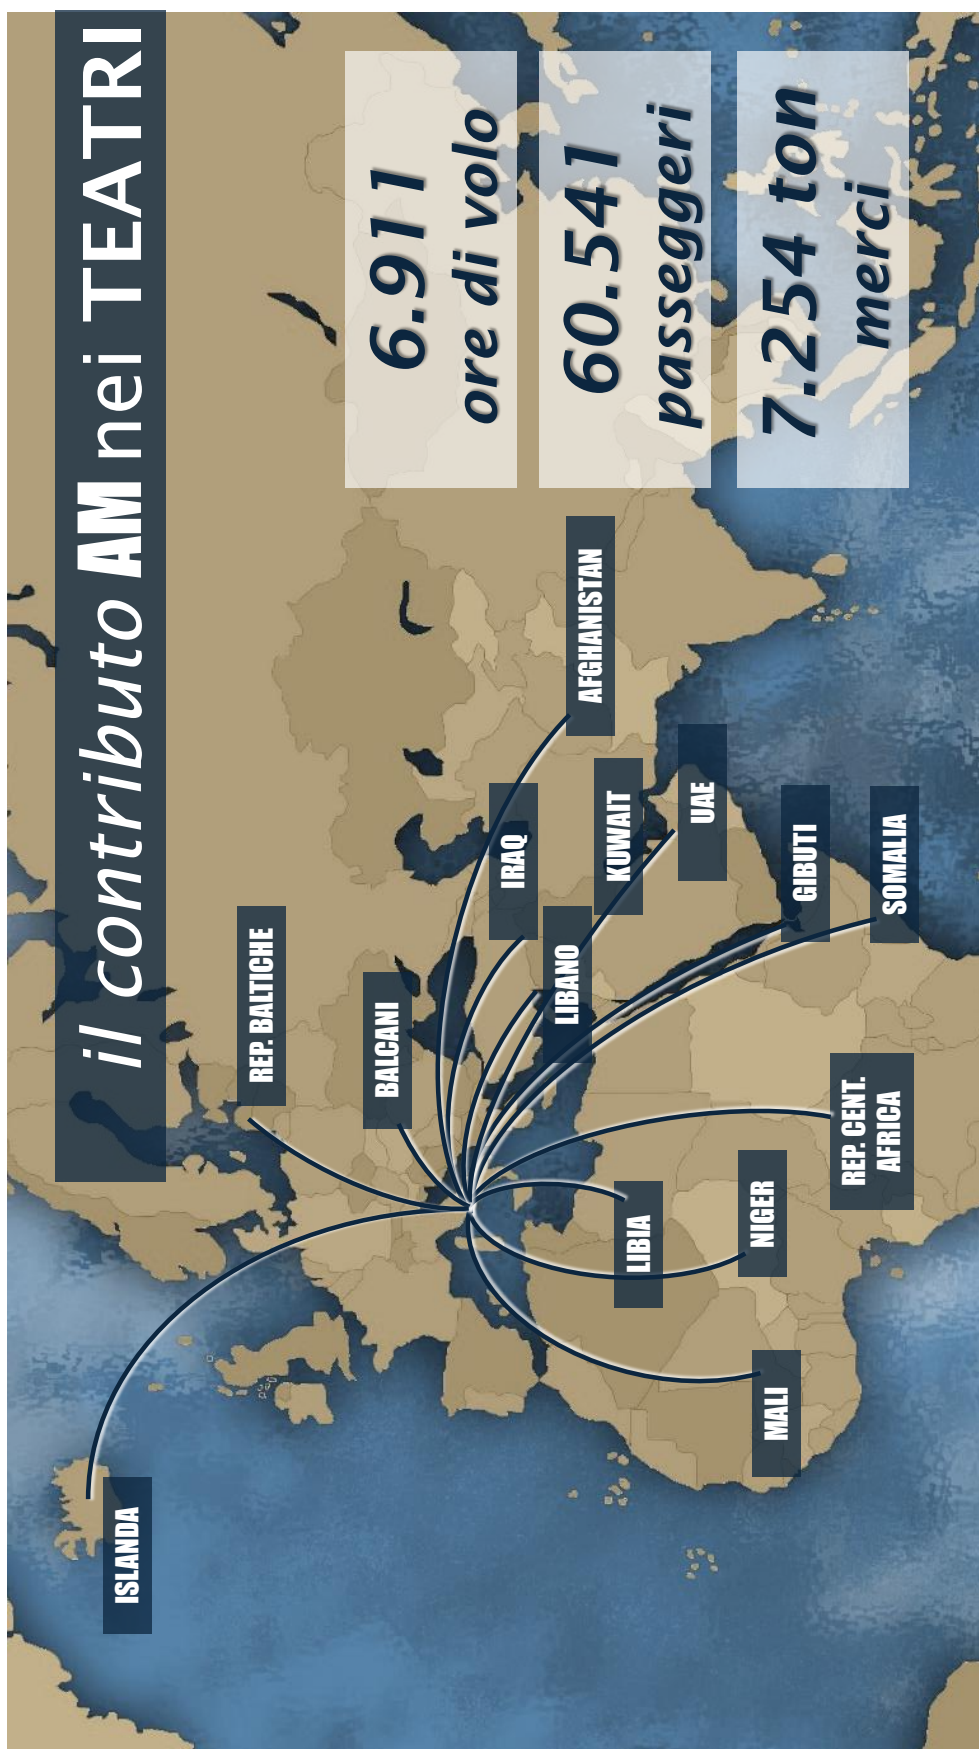 il contributo AM nei TEATRI
6.911
ore di volo
60.541
passeggeri
7.254 ton
merci
ISLANDA
REP. BALTICHE
BALCANI
IRAQ
AFGHANISTAN
LIBANO
KUWAIT
UAE
LIBIA
MALI
NIGER
GIBUTI
REP. CENT.
AFRICA
SOMALIA